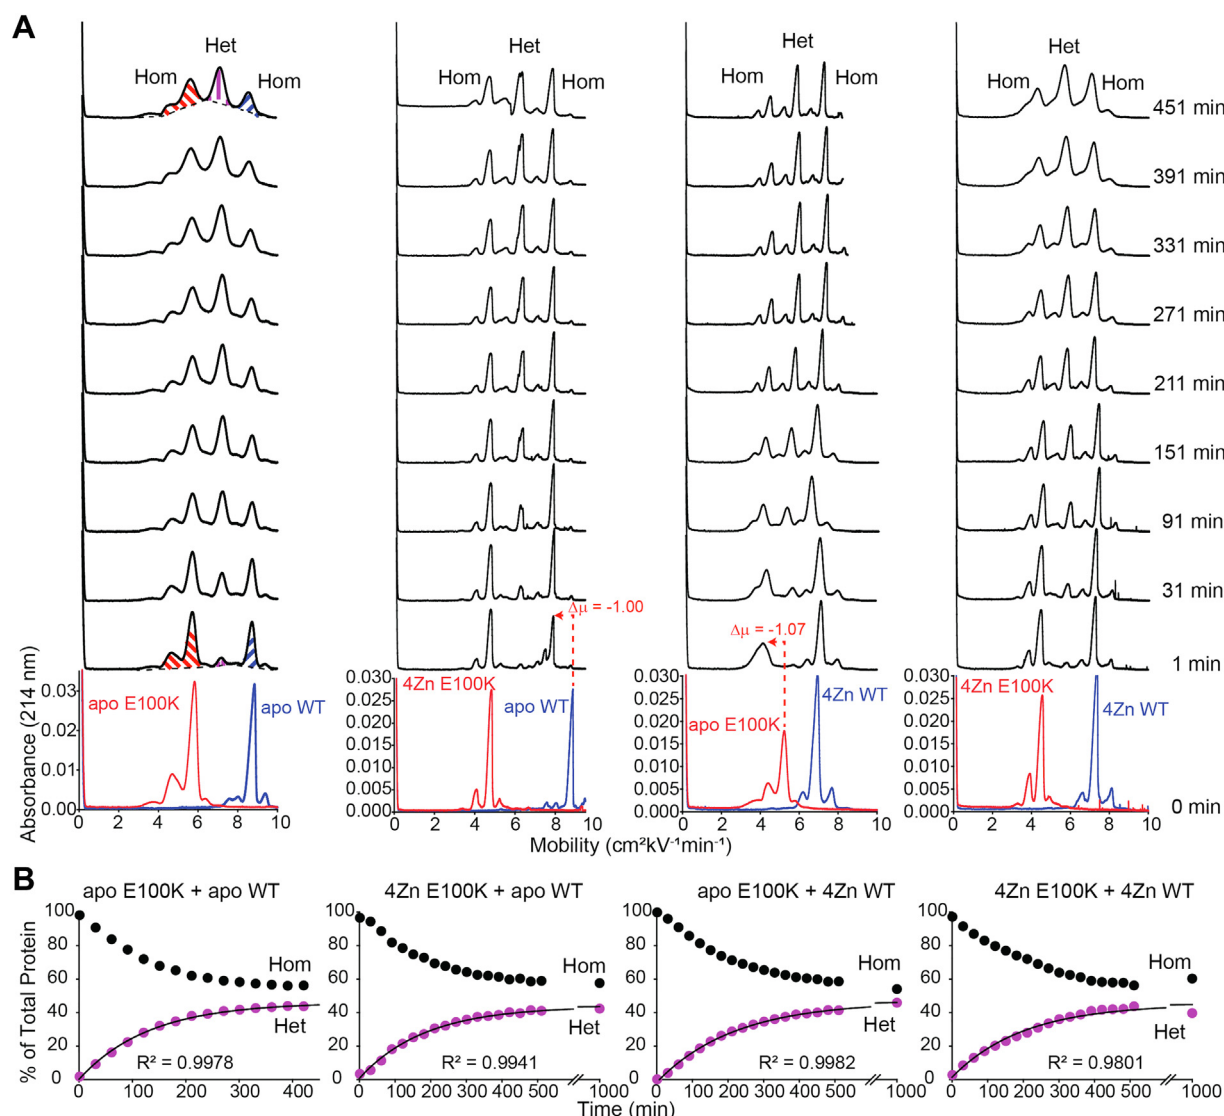 A
Het
Hom
Hom
Het
Hom
Hom
Het
Hom
Hom
Het
Hom
Hom
451 min
391 min
331 min
271 min
211 min
151 min
91 min
31 min
Δμ = -1.00
Δμ = -1.07
1 min
Absorbance (214 nm)
0.03
0.01
0.00
apo E100K
apo WT
0 2 4 6 8 10
0.030
0.025
0.020
0.015
0.010
0.005
0.000
4Zn E100K
apo WT
0 2 4 6 8 10
0.030
0.025
0.020
0.015
0.010
0.005
0.000
apo E100K
4Zn WT
0 2 4 6 8 10
0.030
0.025
0.020
0.015
0.010
0.005
0.000
4Zn E100K
4Zn WT
0 2 4 6 8 10
0 min
Mobility (cm²kV⁻¹min⁻¹)
B
apo E100K + apo WT
4Zn E100K + apo WT
apo E100K + 4Zn WT
4Zn E100K + 4Zn WT
% of Total Protein
100
80
60
40
20
0
Hom
Het
R² = 0.9978
0 100 200 300 400
100
80
60
40
20
0
Hom
Het
R² = 0.9941
0 100 200 300 400 500 1000
100
80
60
40
20
0
Hom
Het
R² = 0.9982
0 100 200 300 400 500 1000
100
80
60
40
20
0
Hom
Het
R² = 0.9801
0 100 200 300 400 500 1000
Time (min)